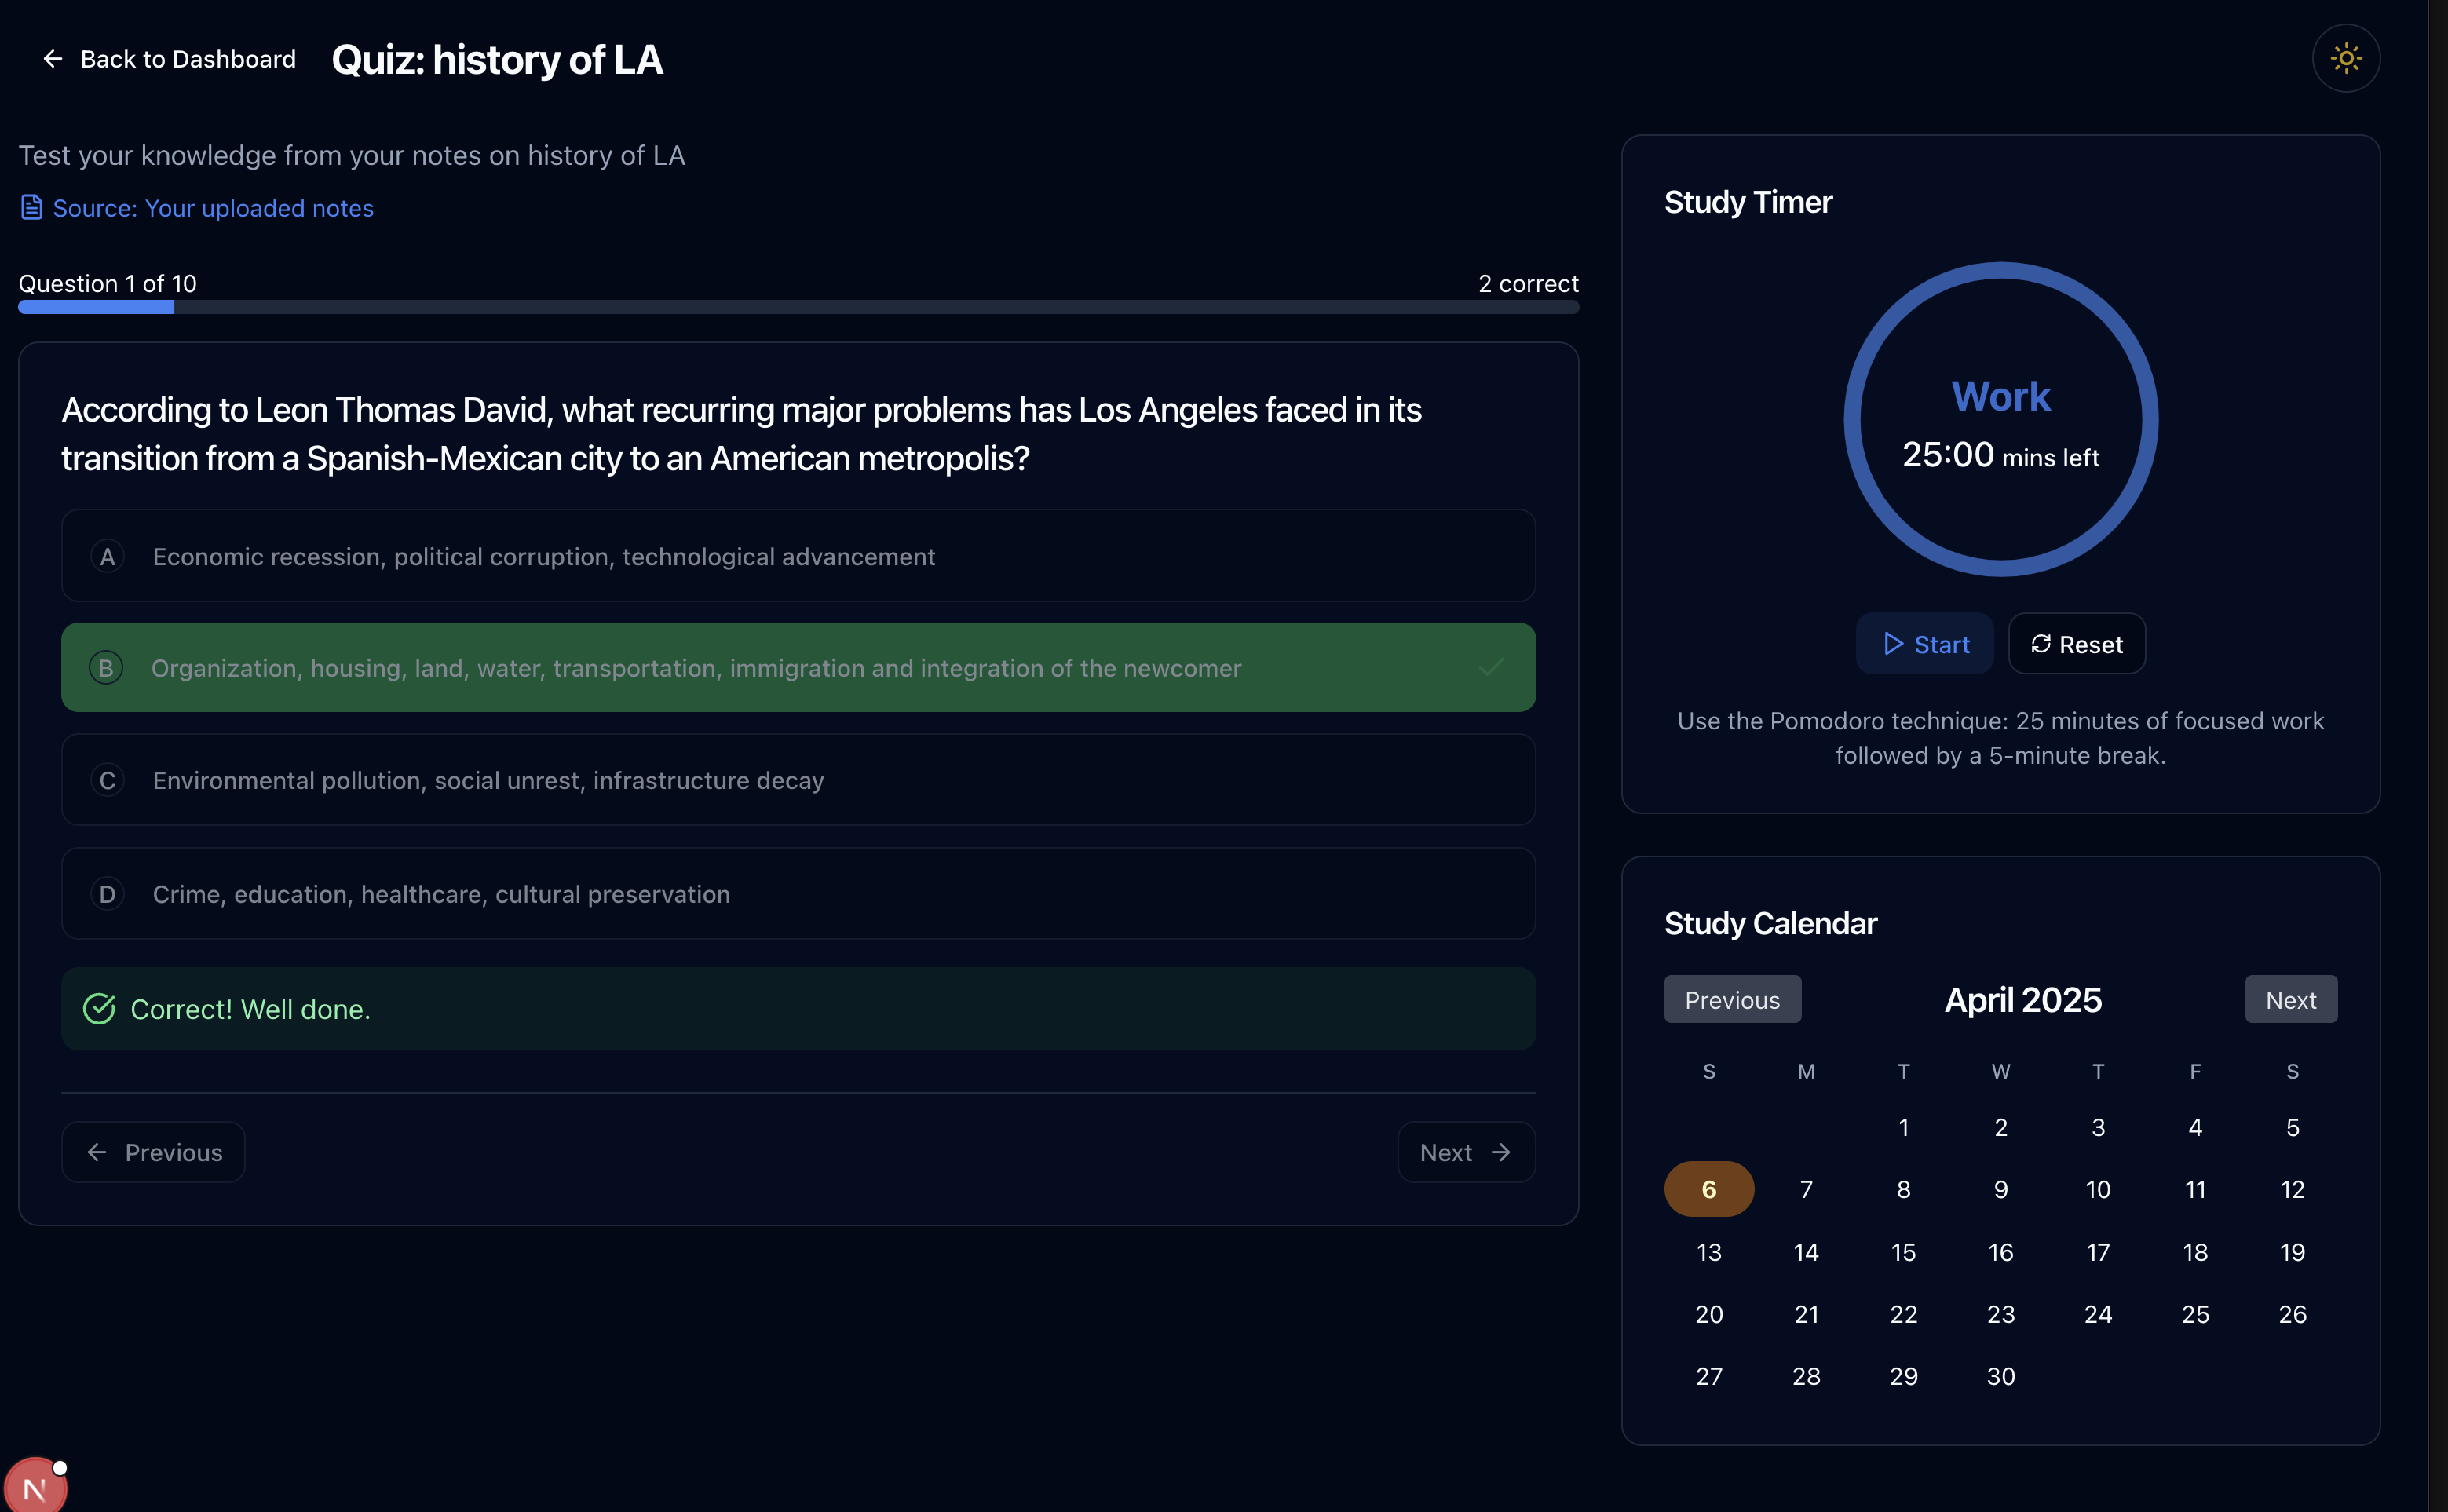 Back to Dashboard
Quiz: history of LA
Test your knowledge from your notes on history of LA
Source: Your uploaded notes
Question 1 of 10
2 correct
According to Leon Thomas David, what recurring major problems has Los Angeles faced in its
transition from a Spanish-Mexican city to an American metropolis?
A Economic recession, political corruption, technological advancement
B Organization, housing, land, water, transportation, immigration and integration of the newcomer
C Environmental pollution, social unrest, infrastructure decay
D Crime, education, healthcare, cultural preservation
Correct! Well done.
Previous
Next
Study Timer
Work
25:00 mins left
Start
Reset
Use the Pomodoro technique: 25 minutes of focused work
followed by a 5-minute break.
Study Calendar
Previous
April 2025
Next
S M T W T F S
1 2 3 4 5
6 7 8 9 10 11 12
13 14 15 16 17 18 19
20 21 22 23 24 25 26
27 28 29 30
N